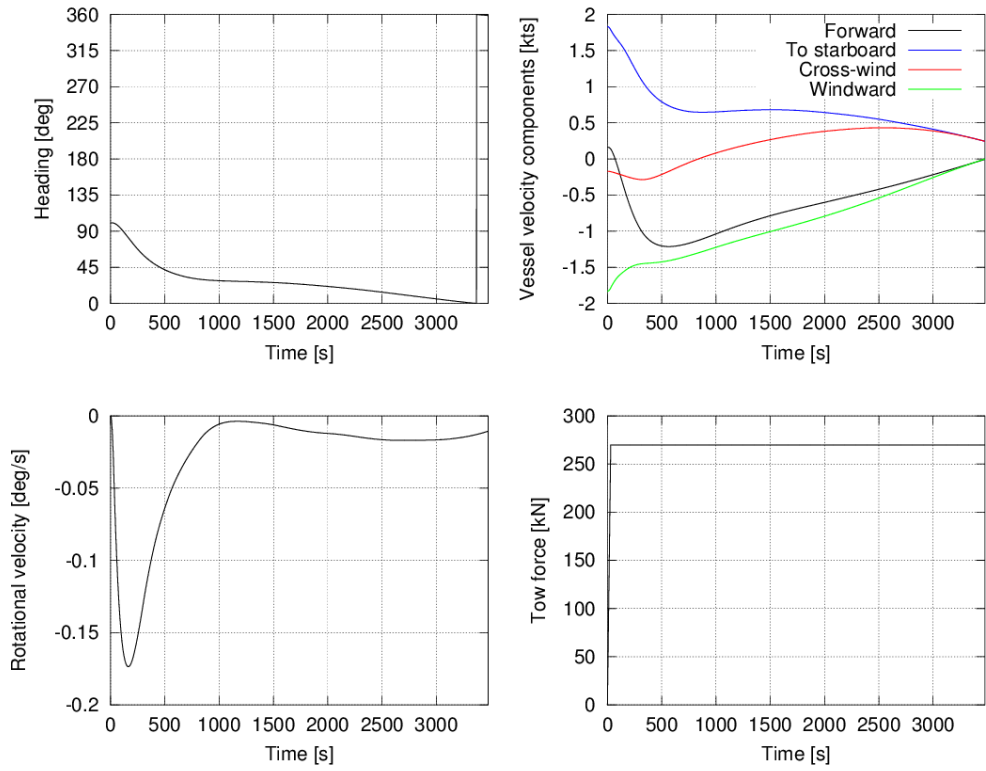 360
315
270
225
180
135
90
45
0
Heading [deg]
0 500 1000 1500 2000 2500 3000
Time [s]
2
1.5
1
0.5
0
-0.5
-1
-1.5
-2
Vessel velocity components [kts]
Forward
To starboard
Cross-wind
Windward
0 500 1000 1500 2000 2500 3000
Time [s]
0
-0.05
-0.1
-0.15
-0.2
Rotational velocity [deg/s]
0 500 1000 1500 2000 2500 3000
Time [s]
300
250
200
150
100
50
0
Tow force [kN]
0 500 1000 1500 2000 2500 3000
Time [s]